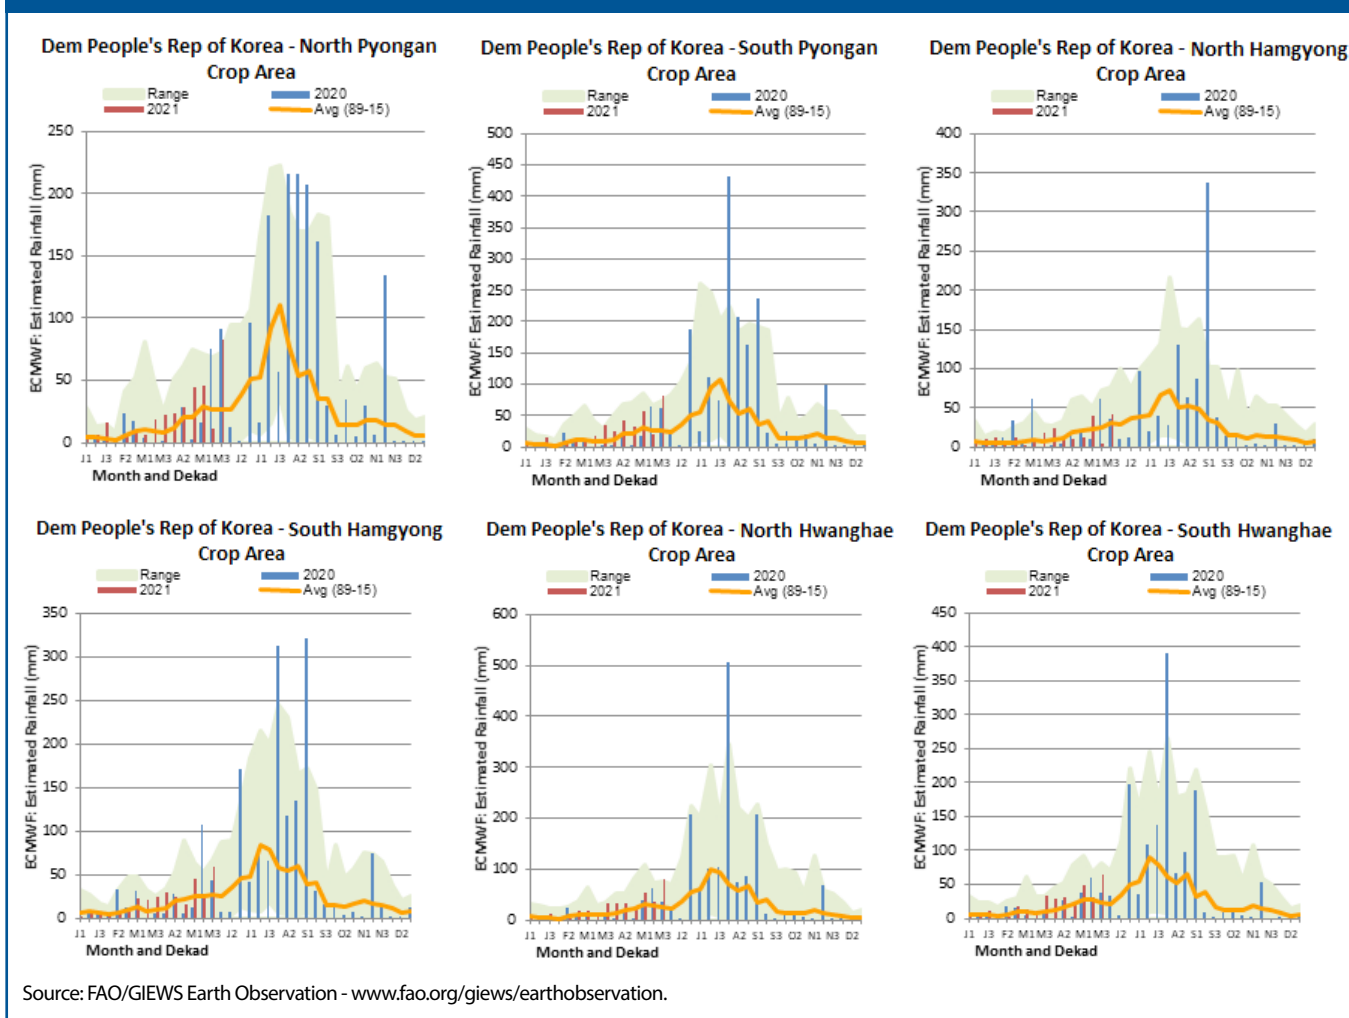 Dem People's Rep of Korea - North Pyongan
Crop Area
Range
2020
2021
Avg (89-15)
ECMWF: Estimated Rainfall (mm)
250
200
150
100
50
0
J1 J3 F2 M1 M3 A2 M1 M3 J2 J1 J3 A2 S1 S3 O2 N1 N3 D2
Month and Dekad
Dem People's Rep of Korea - South Pyongan
Crop Area
Range
2020
2021
Avg (89-15)
ECMWF: Estimated Rainfall (mm)
500
450
400
350
300
250
200
150
100
50
0
J1 J3 F2 M1 M3 A2 M1 M3 J2 J1 J3 A2 S1 S3 O2 N1 N3 D2
Month and Dekad
Dem People's Rep of Korea - North Hamgyong
Crop Area
Range
2020
2021
Avg (89-15)
ECMWF: Estimated Rainfall (mm)
400
350
300
250
200
150
100
50
0
J1 J3 F2 M1 M3 A2 M1 M3 J2 J1 J3 A2 S1 S3 O2 N1 N3 D2
Month and Dekad
Dem People's Rep of Korea - South Hamgyong
Crop Area
Range
2020
2021
Avg (89-15)
ECMWF: Estimated Rainfall (mm)
350
300
250
200
150
100
50
0
J1 J3 F2 M1 M3 A2 M1 M3 J2 J1 J3 A2 S1 S3 O2 N1 N3 D2
Month and Dekad
Dem People's Rep of Korea - North Hwanghae
Crop Area
Range
2020
2021
Avg (89-15)
ECMWF: Estimated Rainfall (mm)
600
500
400
300
200
100
0
J1 J3 F2 M1 M3 A2 M1 M3 J2 J1 J3 A2 S1 S3 O2 N1 N3 D2
Month and Dekad
Dem People's Rep of Korea - South Hwanghae
Crop Area
Range
2020
2021
Avg (89-15)
ECMWF: Estimated Rainfall (mm)
450
400
350
300
250
200
150
100
50
0
J1 J3 F2 M1 M3 A2 M1 M3 J2 J1 J3 A2 S1 S3 O2 N1 N3 D2
Month and Dekad
Source: FAO/GIEWS Earth Observation - www.fao.org/giews/earthobservation.